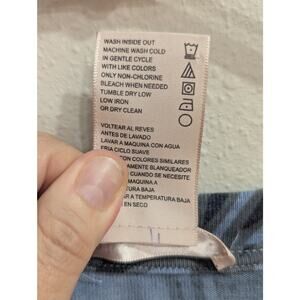 WASH INSIDE OUT
MACHINE WASH COLD
IN GENTLE CYCLE
WITH LIKE COLORS
ONLY NON-CHLORINE
BLEACH WHEN NEEDED
TUMBLE DRY LOW
LOW IRON
OR DRY CLEAN
VOLTEAR AL REVES
ANTES DE LAVADO
LAVAR A MAQUINA CON AGUA
FRIA CICLO SUAVE
CON COLORES SIMILARES
BLANQUEADOR
CUANDO SE NECESITE
MAQUINA A
BAJA
A TEMPERATURA BAJA
EN SECO